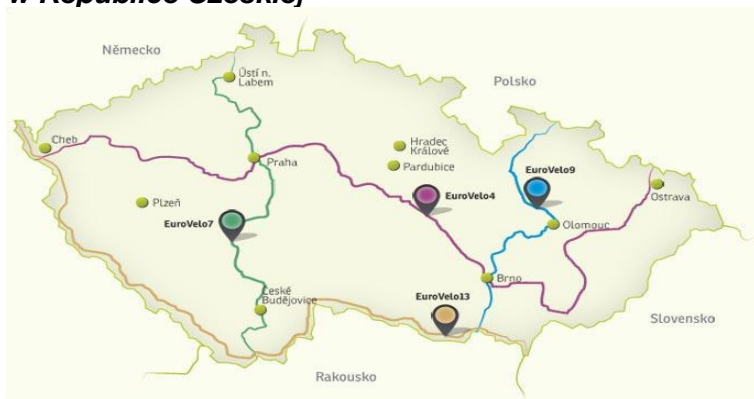 w Republice Czeskiej
Německo
Ústí n.
Labem
Polsko
Cheb
Praha
Hradec
Králové
Pardubice
Plzeň
EuroVelo7
EuroVelo4
EuroVelo9
Ostrava
Olomouc
Brno
České
Budějovice
EuroVelo13
Slovensko
Rakousko